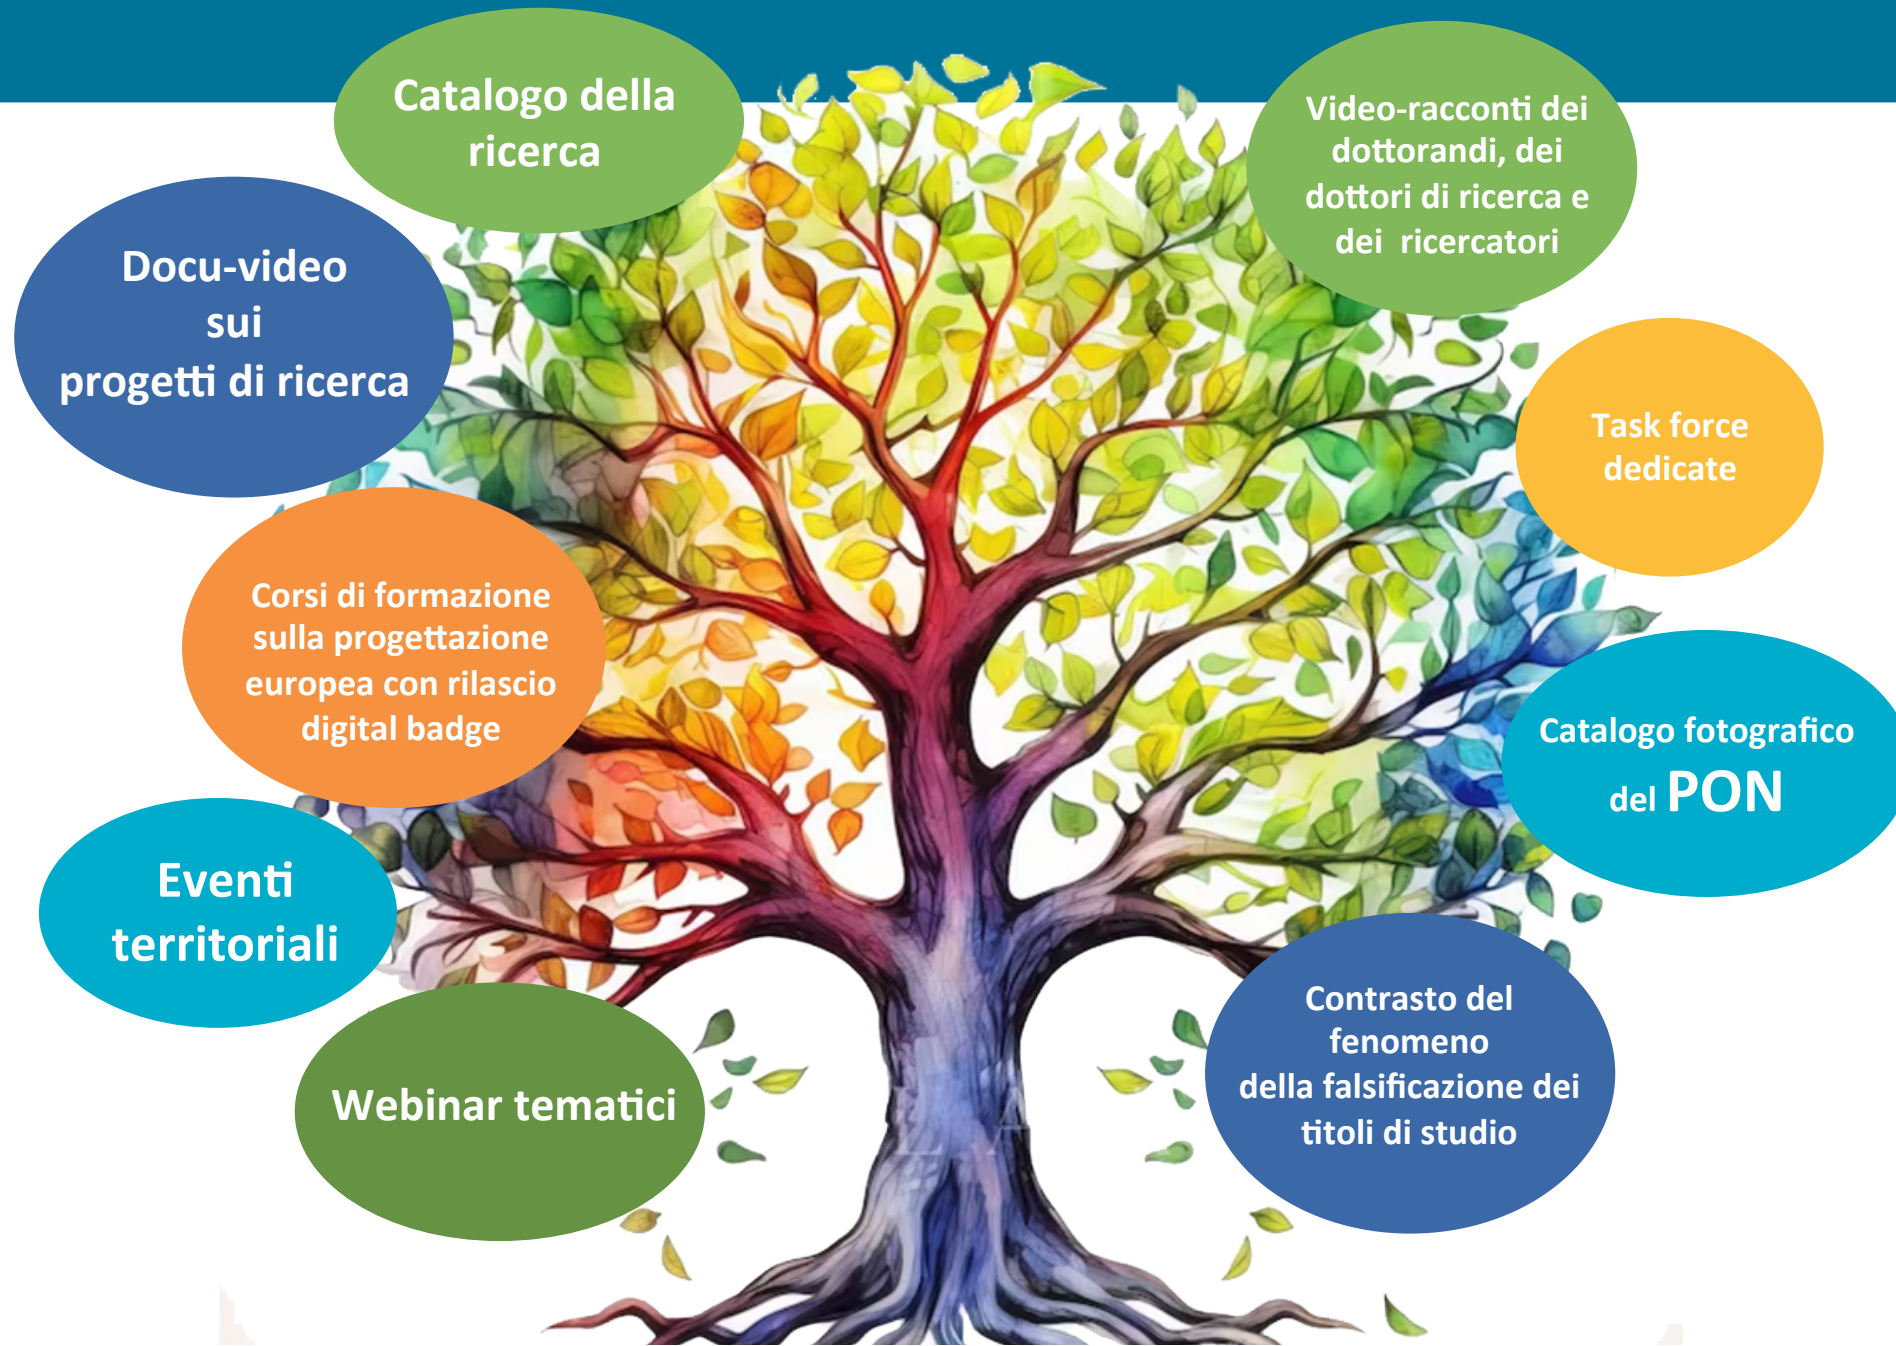 Catalogo della
ricerca
Video-racconti dei
dottorandi, dei
dottori di ricerca e
dei ricercatori
Docu-video
sui
progetti di ricerca
Task force
dedicate
Corsi di formazione
sulla progettazione
europea con rilascio
digital badge
Catalogo fotografico
del PON
Eventi
territoriali
Contrasto del
fenomeno
della falsificazione dei
titoli di studio
Webinar tematici